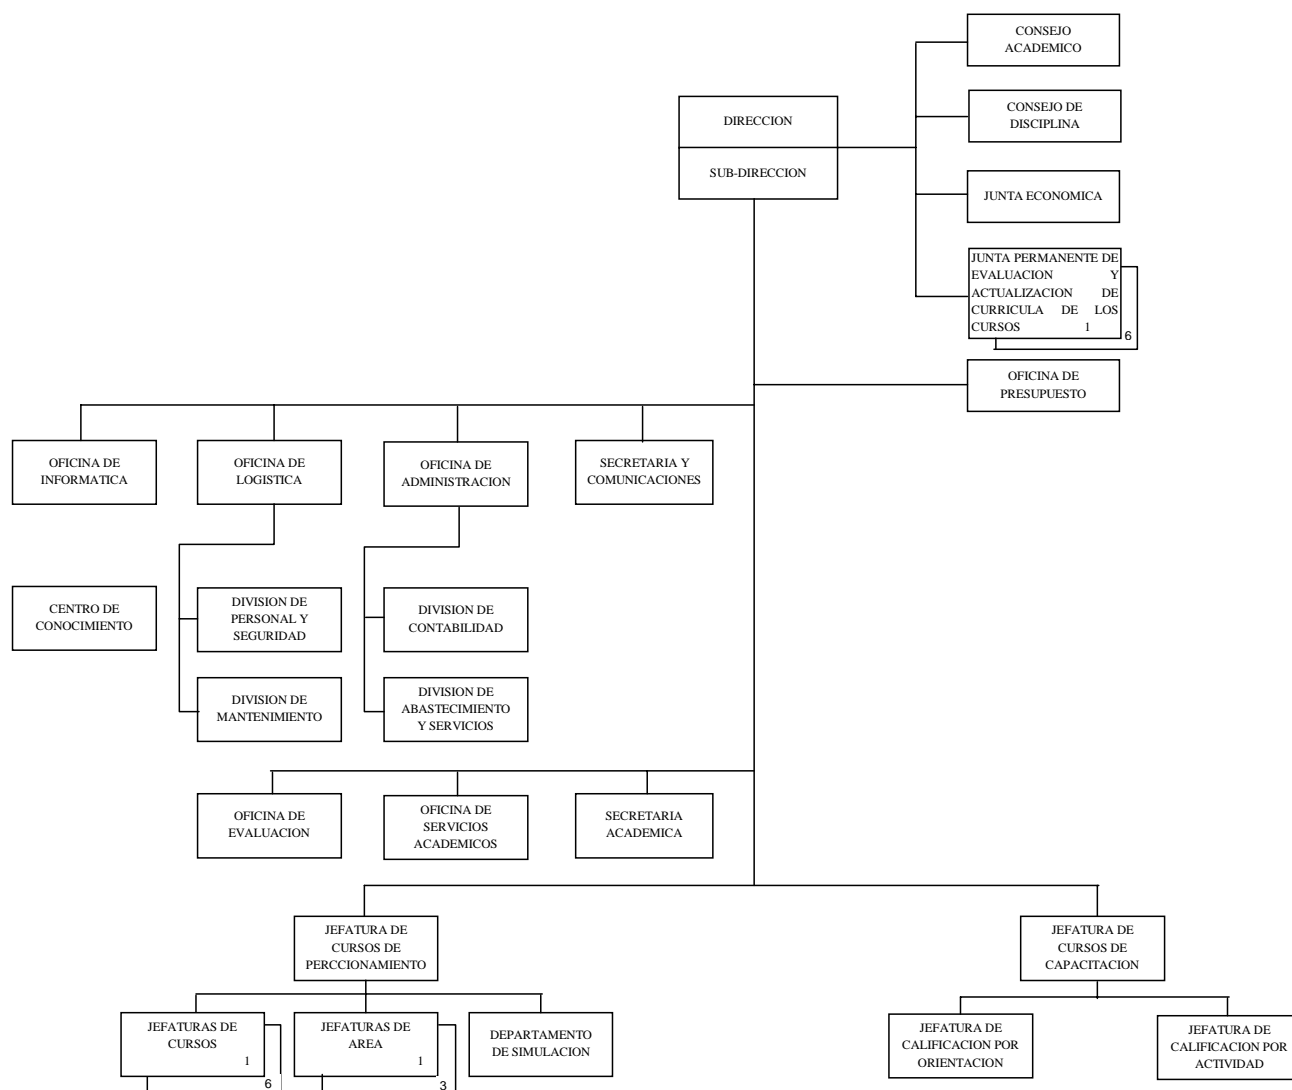 CONSEJO
ACADEMICO
DIRECCION
CONSEJO DE
DISCIPLINA
SUB-DIRECCION
JUNTA ECONOMICA
JUNTA PERMANENTE DE
EVALUACION Y
ACTUALIZACION DE
CURRICULA DE LOS
CURSOS 1
6
OFICINA DE
PRESUPUESTO
OFICINA DE
INFORMATICA
OFICINA DE
LOGISTICA
OFICINA DE
ADMINISTRACION
SECRETARIA Y
COMUNICACIONES
CENTRO DE
CONOCIMIENTO
DIVISION DE
PERSONAL Y
SEGURIDAD
DIVISION DE
CONTABILIDAD
DIVISION DE
MANTENIMIENTO
DIVISION DE
ABASTECIMIENTO
Y SERVICIOS
OFICINA DE
EVALUACION
OFICINA DE
SERVICIOS
ACADEMICOS
SECRETARIA
ACADEMICA
JEFATURA DE
CURSOS DE
PERCCIONAMIENTO
JEFATURA DE
CURSOS DE
CAPACITACION
JEFATURAS DE
CURSOS
1
6
JEFATURAS DE
AREA
1
3
DEPARTAMENTO
DE SIMULACION
JEFATURA DE
CALIFICACION POR
ORIENTACION
JEFATURA DE
CALIFICACION POR
ACTIVIDAD